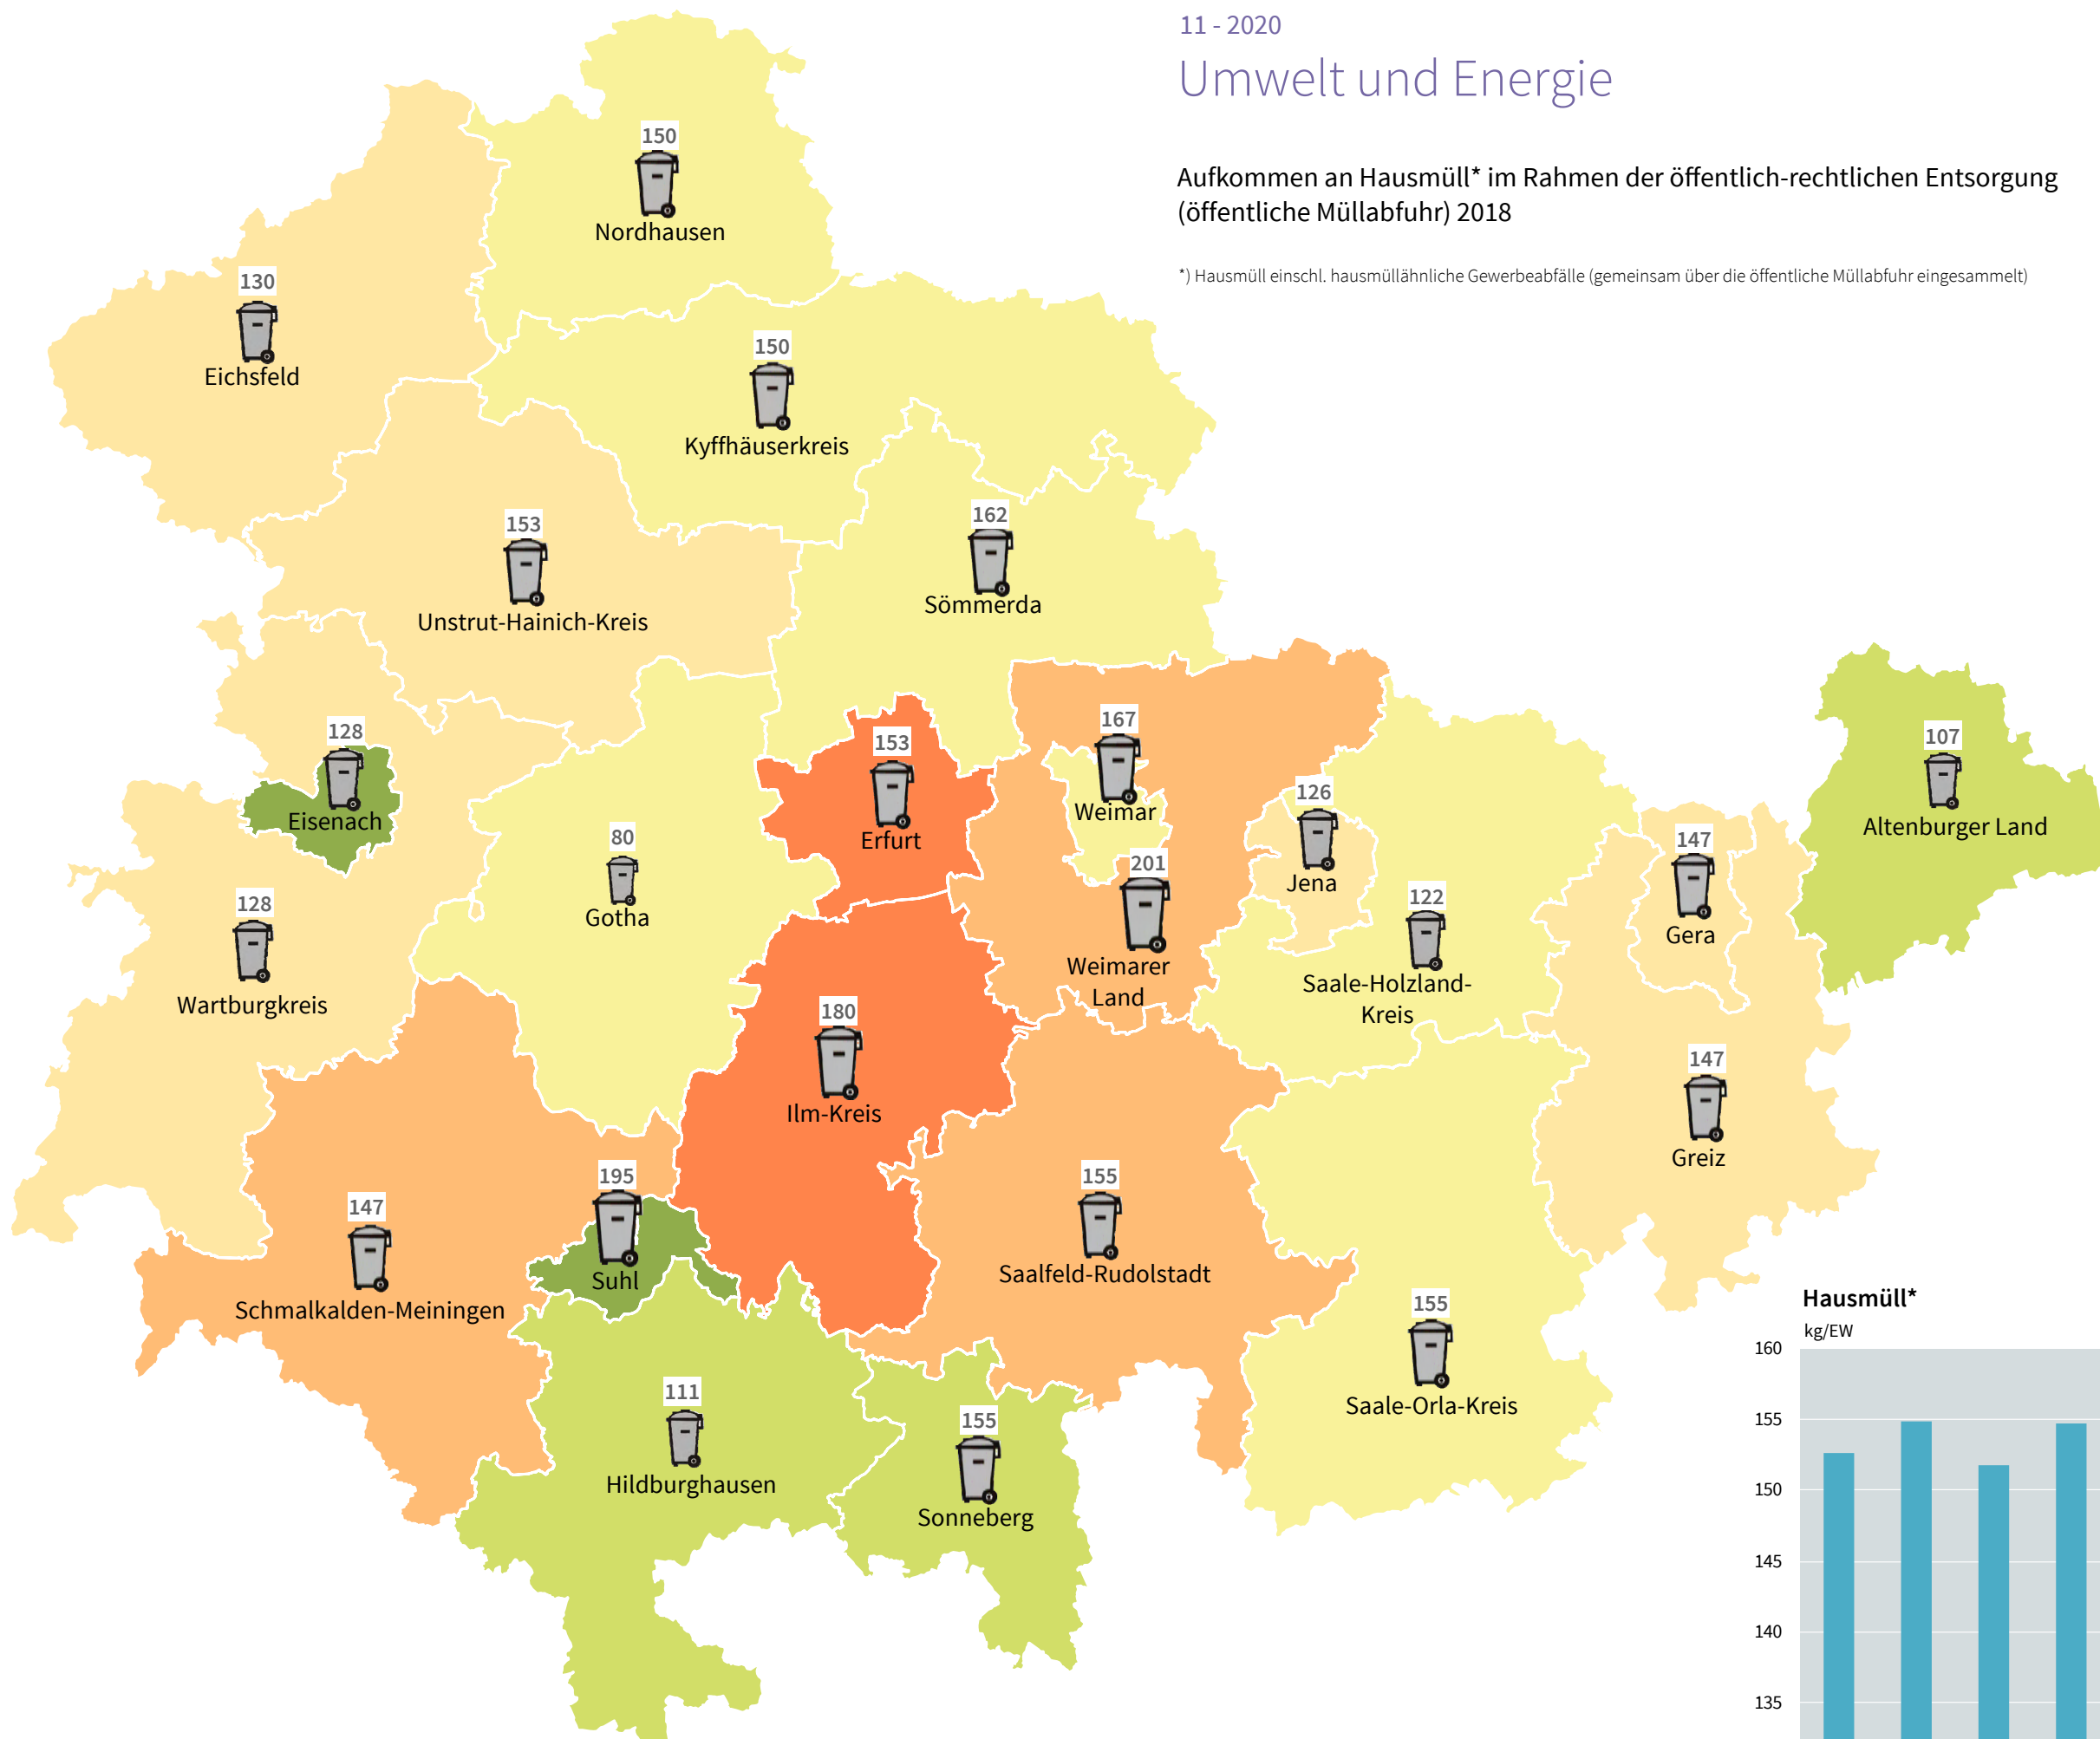 11 - 2020
Umwelt und Energie
Aufkommen an Hausmüll* im Rahmen der öffentlich-rechtlichen Entsorgung
(öffentliche Müllabfuhr) 2018
*) Hausmüll einschl. hausmüllähnliche Gewerbeabfälle (gemeinsam über die öffentliche Müllabfuhr eingesammelt)
150
Nordhausen
130
Eichsfeld
150
Kyffhäuserkreis
153
Unstrut-Hainich-Kreis
162
Sömmerda
128
Eisenach
153
Erfurt
167
Weimar
126
Jena
107
Altenburger Land
80
Gotha
201
Weimarer
Land
147
Gera
128
Wartburgkreis
122
Saale-Holzland-
Kreis
180
Ilm-Kreis
147
Greiz
195
Suhl
147
Schmalkalden-Meiningen
155
Saalfeld-Rudolstadt
155
Saale-Orla-Kreis
111
Hildburghausen
155
Sonneberg
Hausmüll*
kg/EW
160
155
150
145
140
135